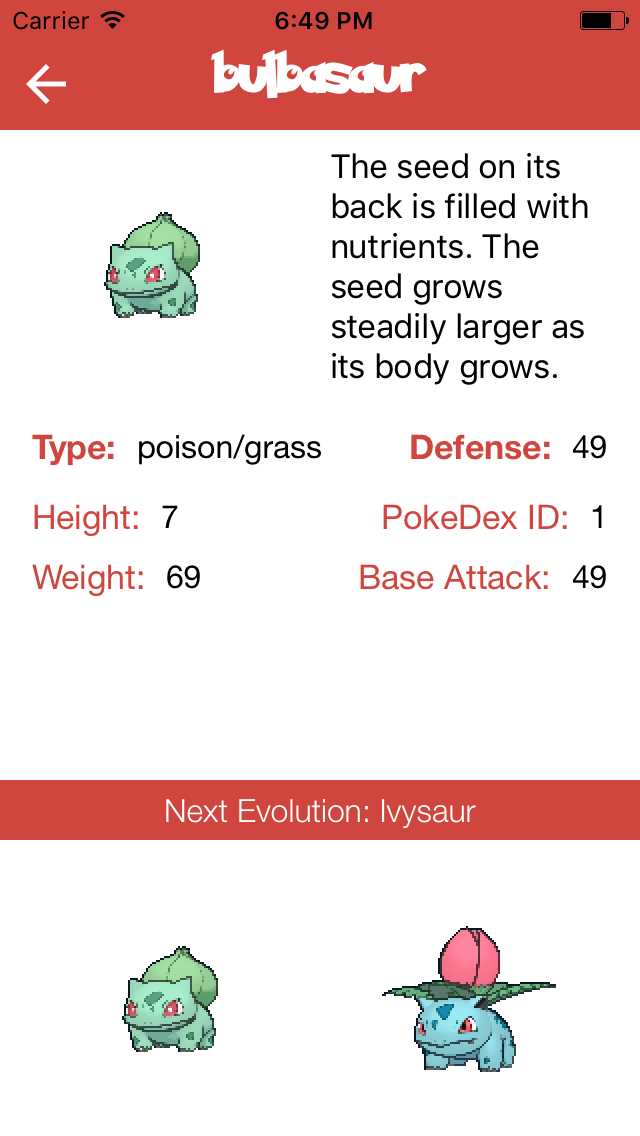 Carrier 6:49 PM
bulbasaur
The seed on its
back is filled with
nutrients. The
seed grows
steadily larger as
its body grows.
Type: poison/grass Defense: 49
Height: 7 PokeDex ID: 1
Weight: 69 Base Attack: 49
Next Evolution: Ivysaur